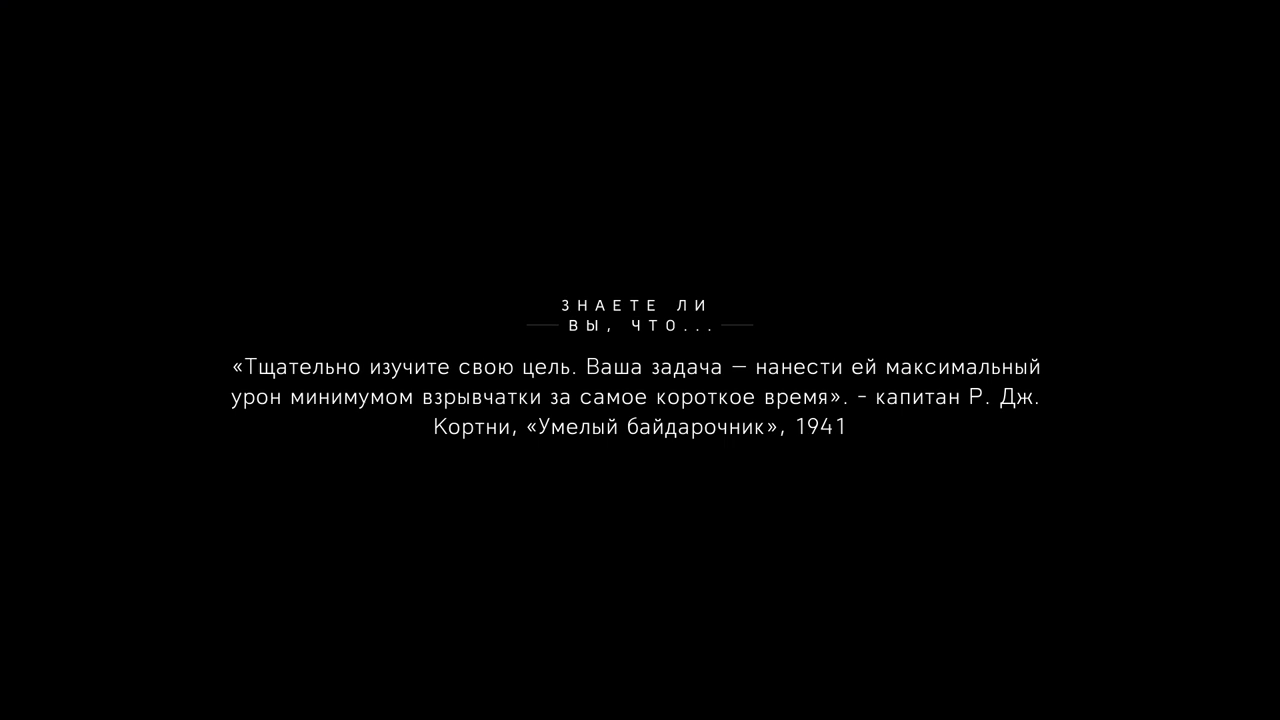 ЗНАЕТЕ ЛИ
ВЫ, ЧТО...
«Тщательно изучите свою цель. Ваша задача — нанести ей максимальный
урон минимумом взрывчатки за самое короткое время». - капитан Р. Дж.
Кортни, «Умелый байдарочник», 1941